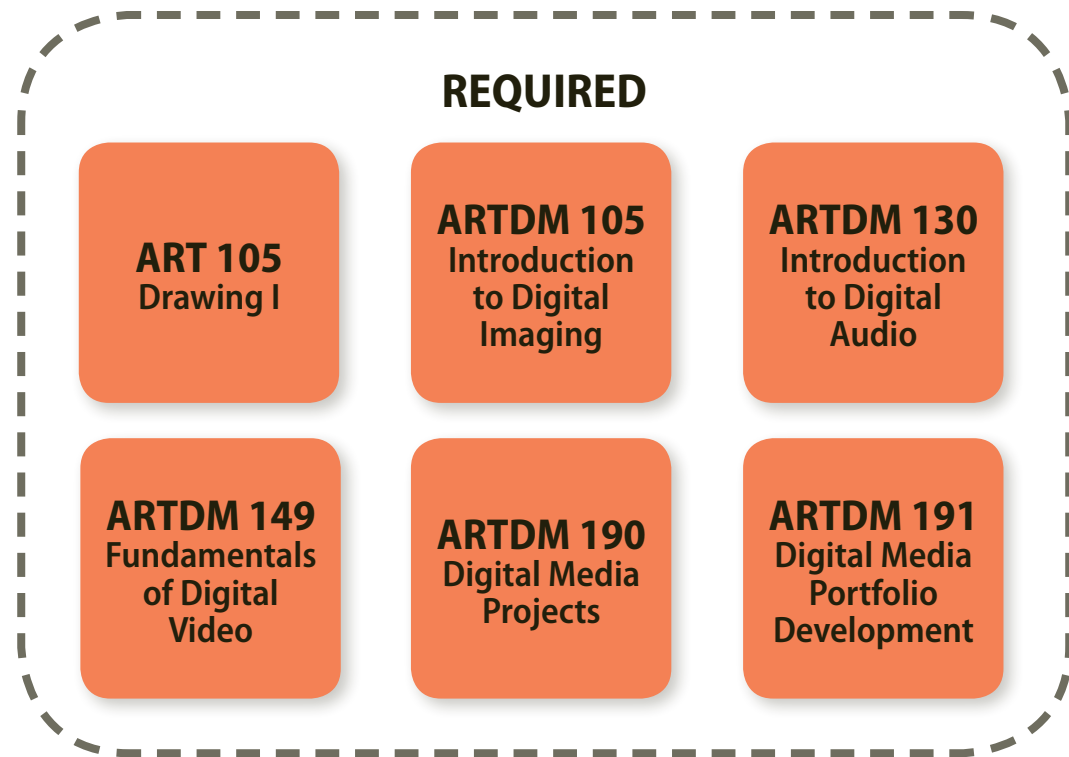 REQUIRED
ART 105
Drawing I
ARTDM 105
Introduction
to Digital
Imaging
ARTDM 130
Introduction
to Digital
Audio
ARTDM 149
Fundamentals
of Digital
Video
ARTDM 190
Digital Media
Projects
ARTDM 191
Digital Media
Portfolio
Development